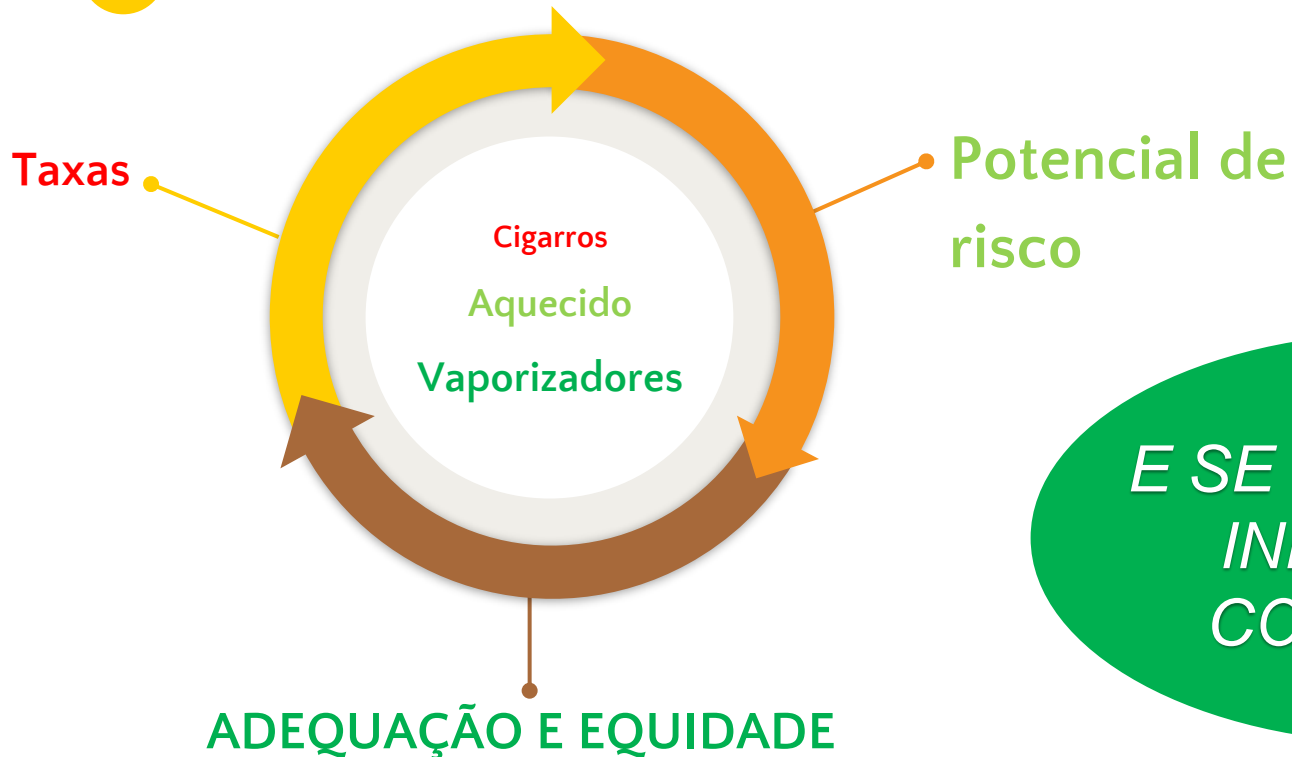 Taxas
Potencial de
risco
Cigarros
Aquecido
Vaporizadores
E SE
ADEQUAÇÃO E EQUIDADE